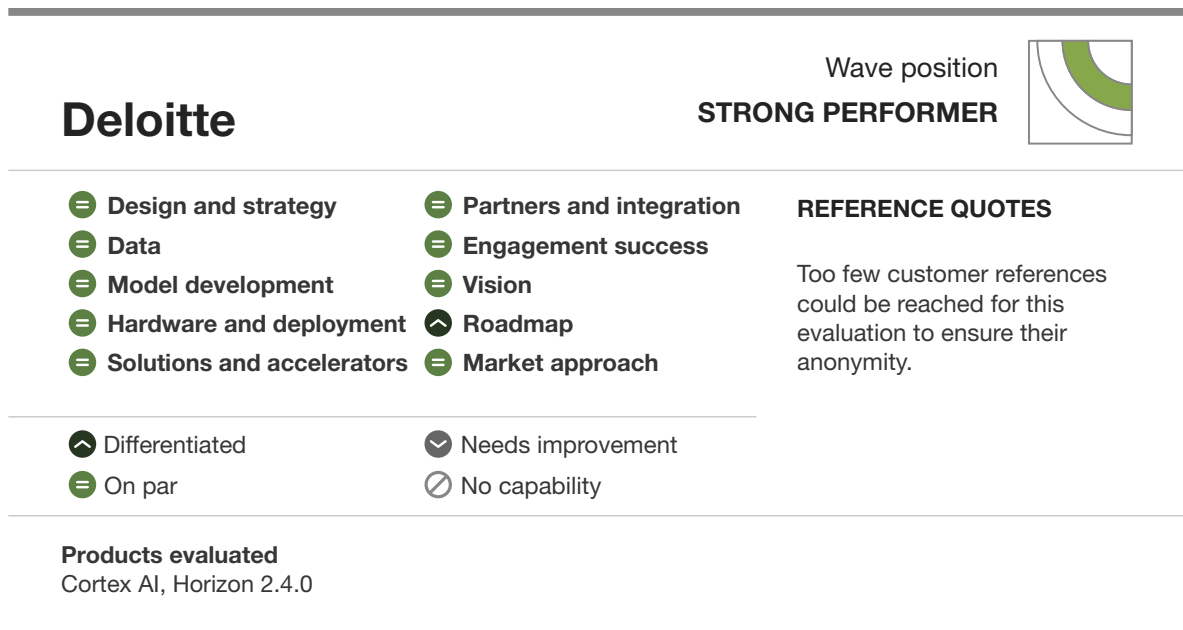 Wave position
STRONG PERFORMER
Deloitte
Design and strategy
Data
Model development
Hardware and deployment
Solutions and accelerators
Partners and integration
Engagement success
Vision
Roadmap
Market approach
REFERENCE QUOTES
Too few customer references
could be reached for this
evaluation to ensure their
anonymity.
Differentiated
On par
Needs improvement
No capability
Products evaluated
Cortex AI, Horizon 2.4.0